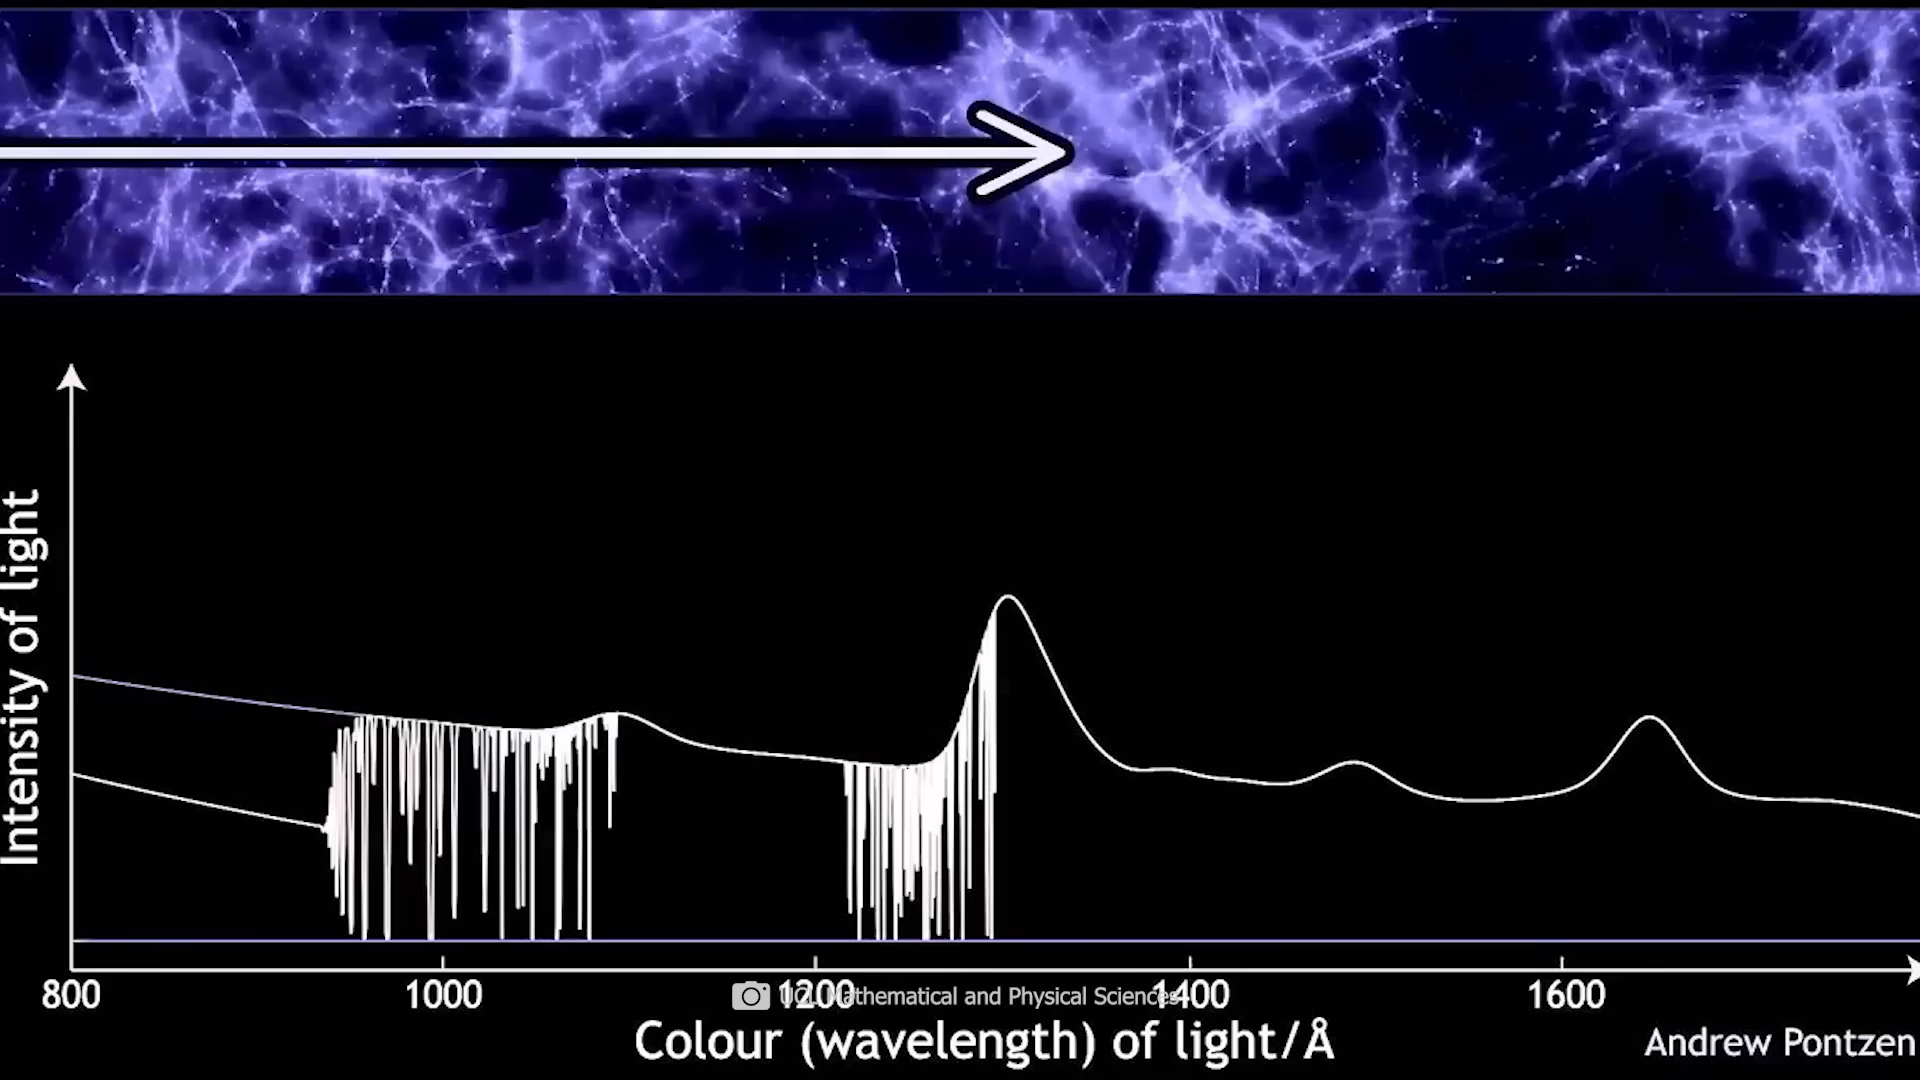 Intensity of light
800 1000 1200 1400 1600
UCL Mathematical and Physical Sciences
Colour (wavelength) of light/Å
Andrew Pontzen